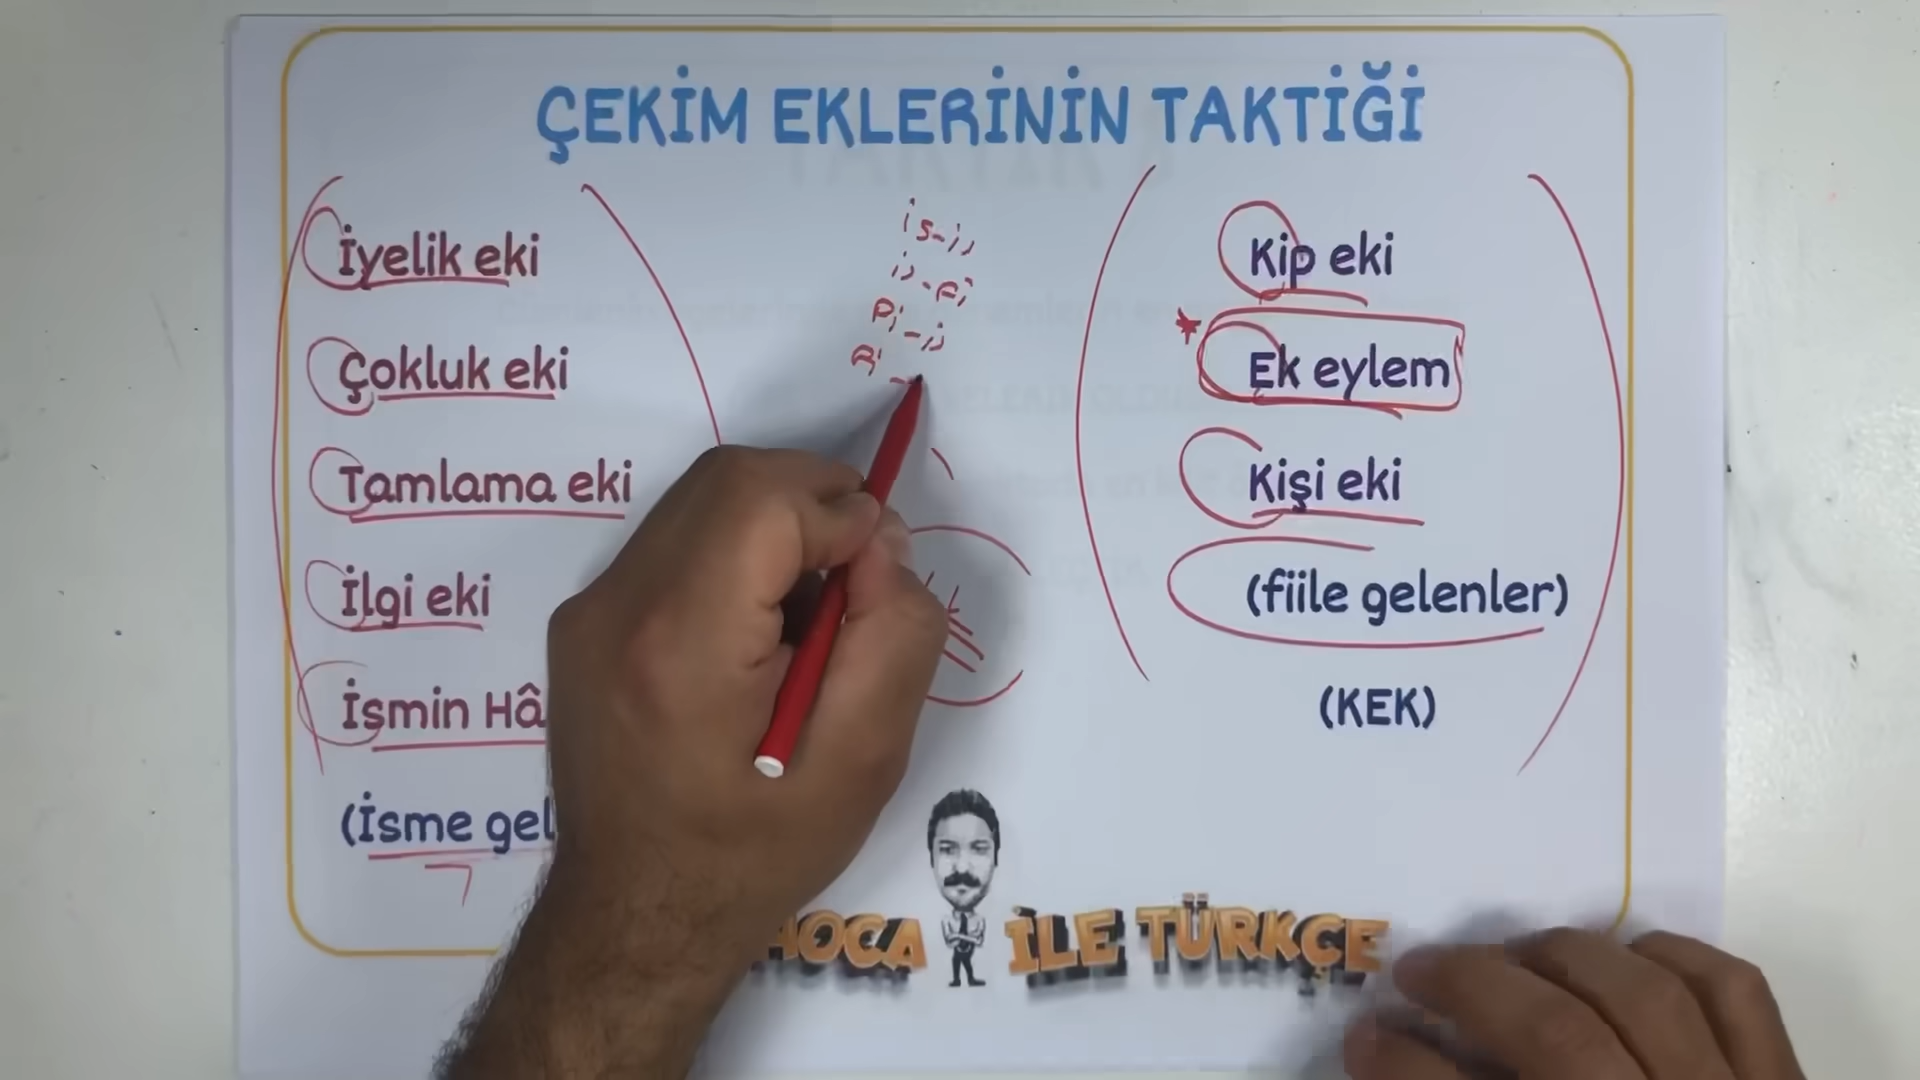 ÇEKİM EKLERİNİN TAKTİĞİ
İyelik eki
Çokluk eki
Tamlama eki
İlgi eki
İsmin Hâ
(İsme gel
Kip eki
Ek eylem
Kişi eki
(fiile gelenler)
(KEK)
HOCA İLE TÜRKÇE